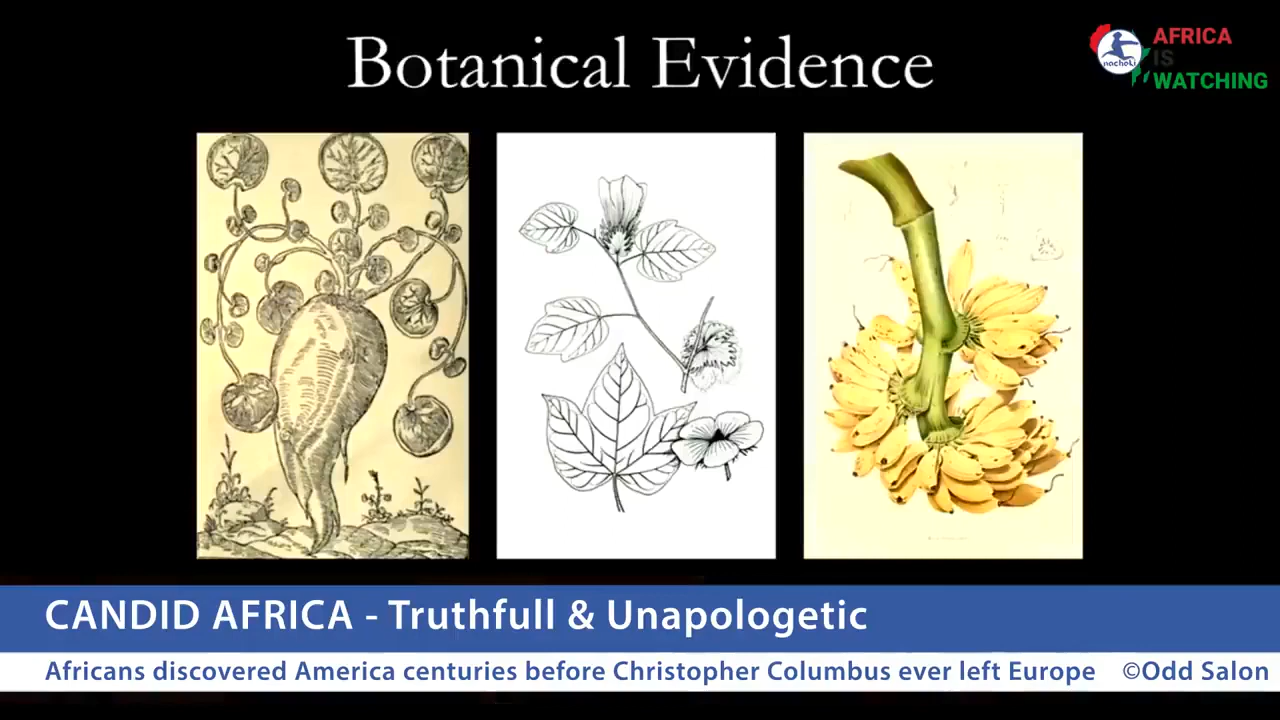 Botanical Evidence
nachoki
AFRICA
IS
WATCHING
CANDID AFRICA - Truthfull & Unapologetic
Africans discovered America centuries before Christopher Columbus ever left Europe ©Odd Salon